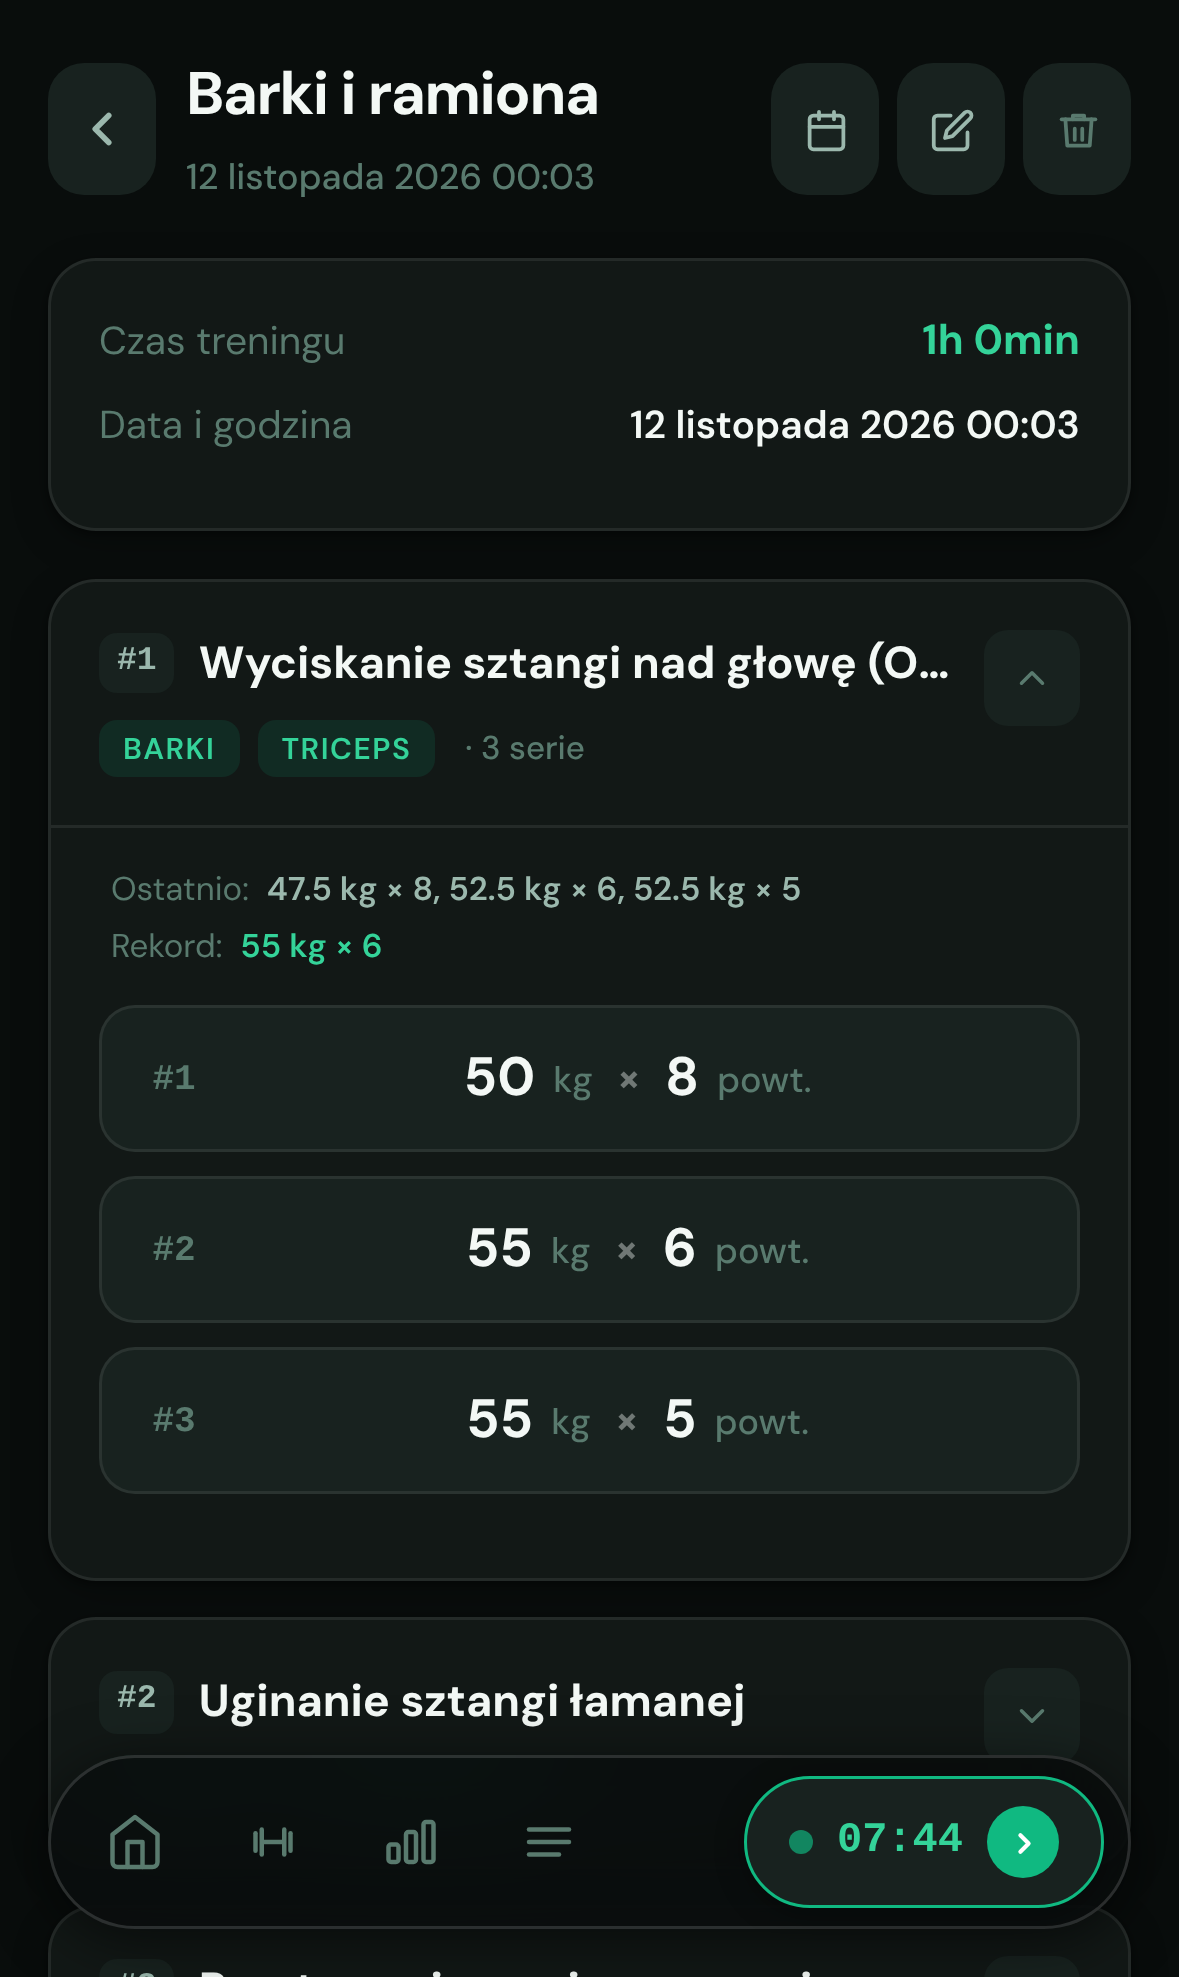 Barki i ramiona
12 listopada 2026 00:03
Czas treningu 1h 0min
Data i godzina 12 listopada 2026 00:03
#1 Wyciskanie sztangi nad głowę (O...
BARKI TRICEPS · 3 serie
Ostatnio: 47.5 kg × 8, 52.5 kg × 6, 52.5 kg × 5
Rekord: 55 kg × 6
#1 50 kg × 8 powt.
#2 55 kg × 6 powt.
#3 55 kg × 5 powt.
#2 Uginanie sztangi łamanej
07:44